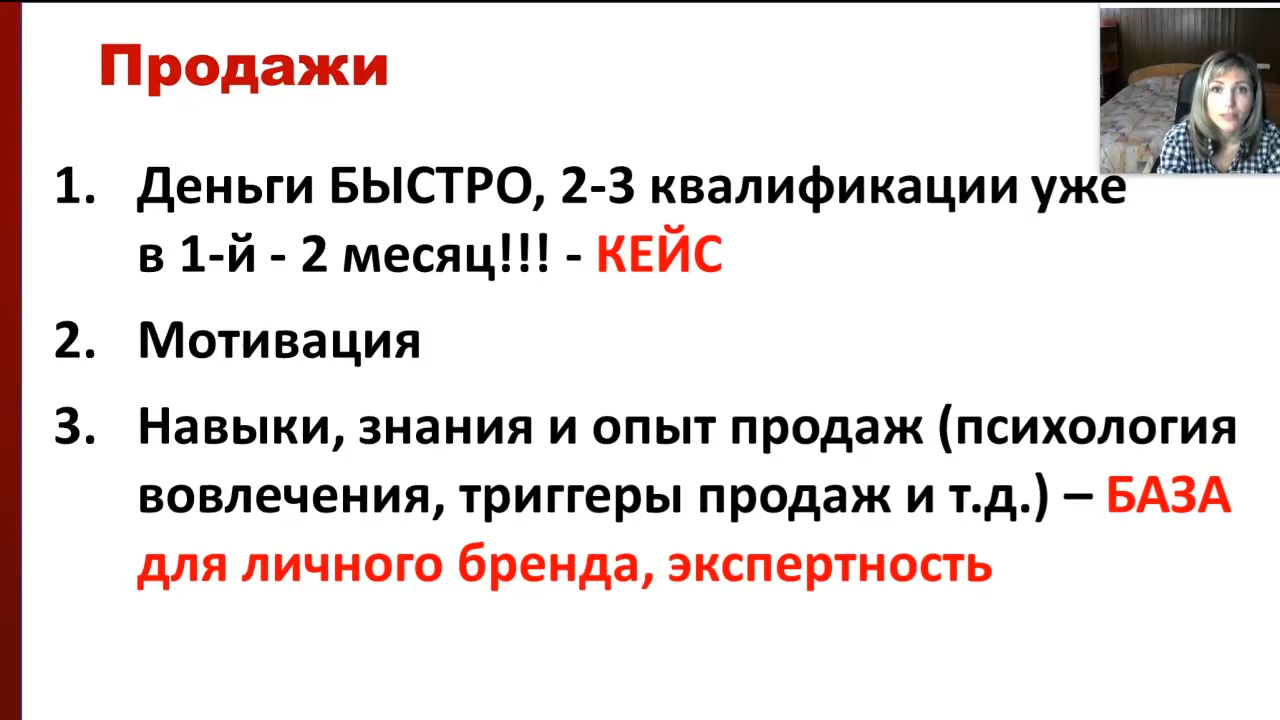 Продажи
1. Деньги БЫСТРО, 2-3 квалификации уже
в 1-й - 2 месяц!!! - КЕЙС
2. Мотивация
3. Навыки, знания и опыт продаж (психология
вовлечения, триггеры продаж и т.д.) – БАЗА
для личного бренда, экспертность